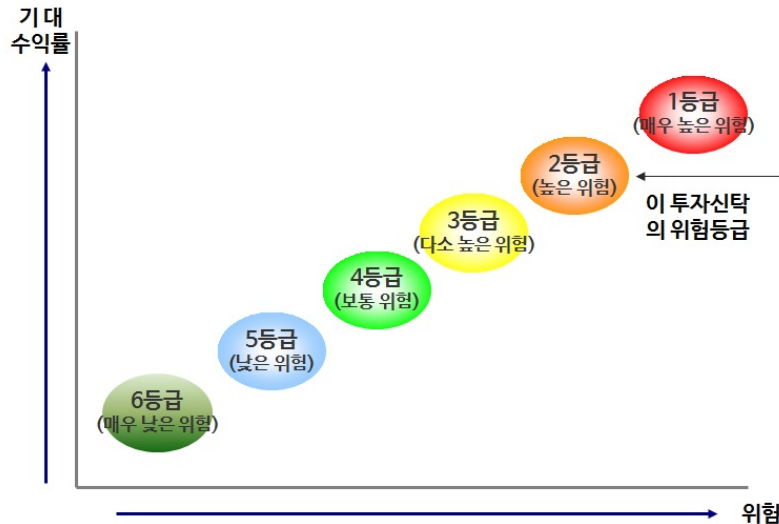 기 대
수익률
1등급
(매우 높은 위험)
2등급
(높은 위험)
이 투자신탁
의 위험등급
3등급
(다소 높은 위험)
4등급
(보통 위험)
5등급
(낮은 위험)
6등급
(매우 낮은 위험)
위험